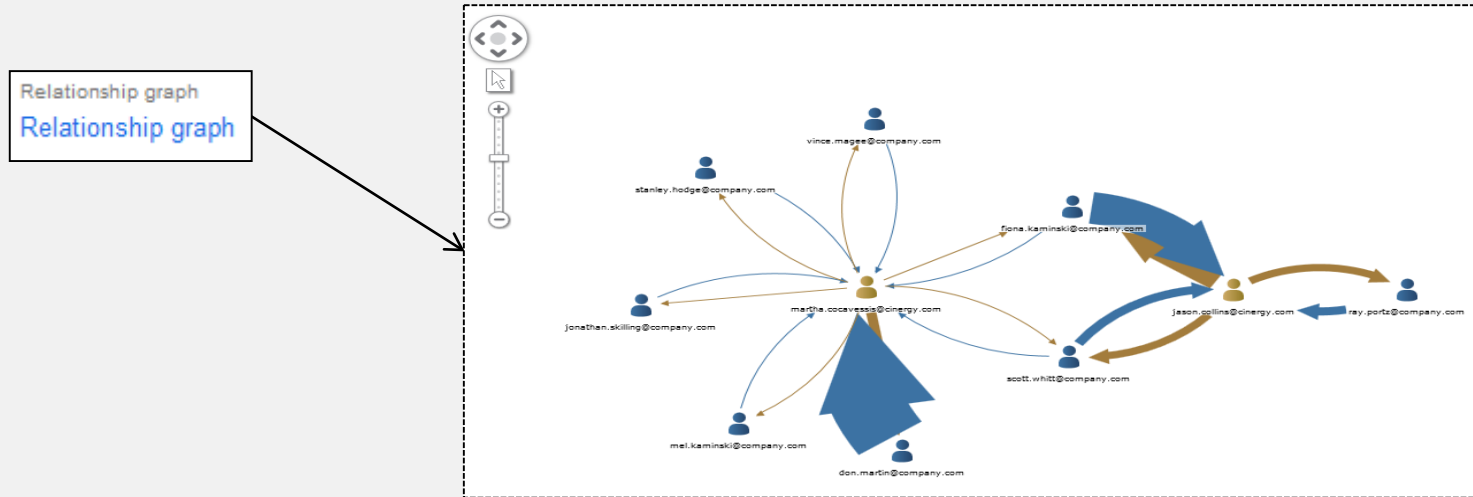 Relationship graph
Relationship graph
vince.magee@company.com
stanley.hodge@company.com
fiona.kaminski@company.com
martha.cocavessis@cinergy.com
jason.collins@cinergy.com
ray.portz@company.com
jonathan.skilling@company.com
scott.whitt@company.com
mel.kaminski@company.com
don.martin@company.com